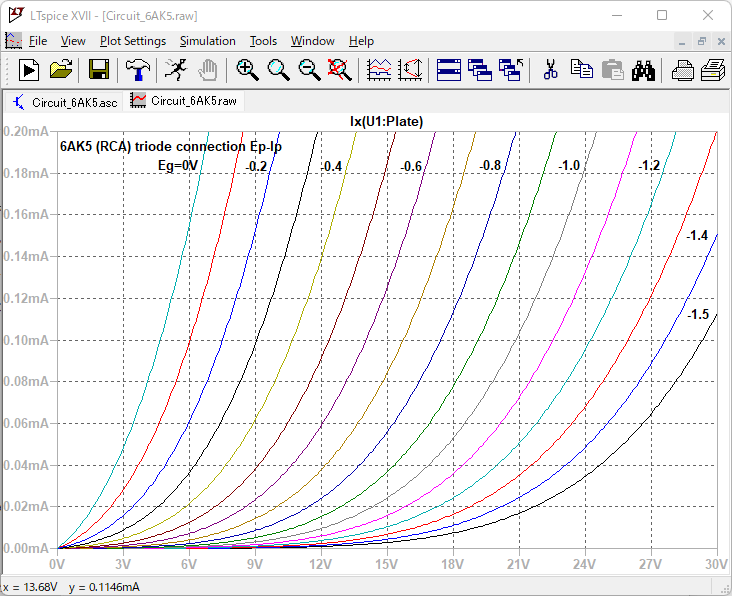 LTspice XVII - [Circuit_6AK5.raw]
File View Plot Settings Simulation Tools Window Help
Circuit_6AK5.asc Circuit_6AK5.raw
Ix(U1:Plate)
0.20mA
6AK5 (RCA) triode connection Ep-Ip
Eg=0V -0.2 -0.4 -0.6 -0.8 -1.0 -1.2
0.18mA
0.16mA
-1.4
0.14mA
0.12mA
-1.5
0.10mA
0.08mA
0.06mA
0.04mA
0.02mA
0.00mA
0V 3V 6V 9V 12V 15V 18V 21V 24V 27V 30V
x = 13.68V y = 0.1146mA